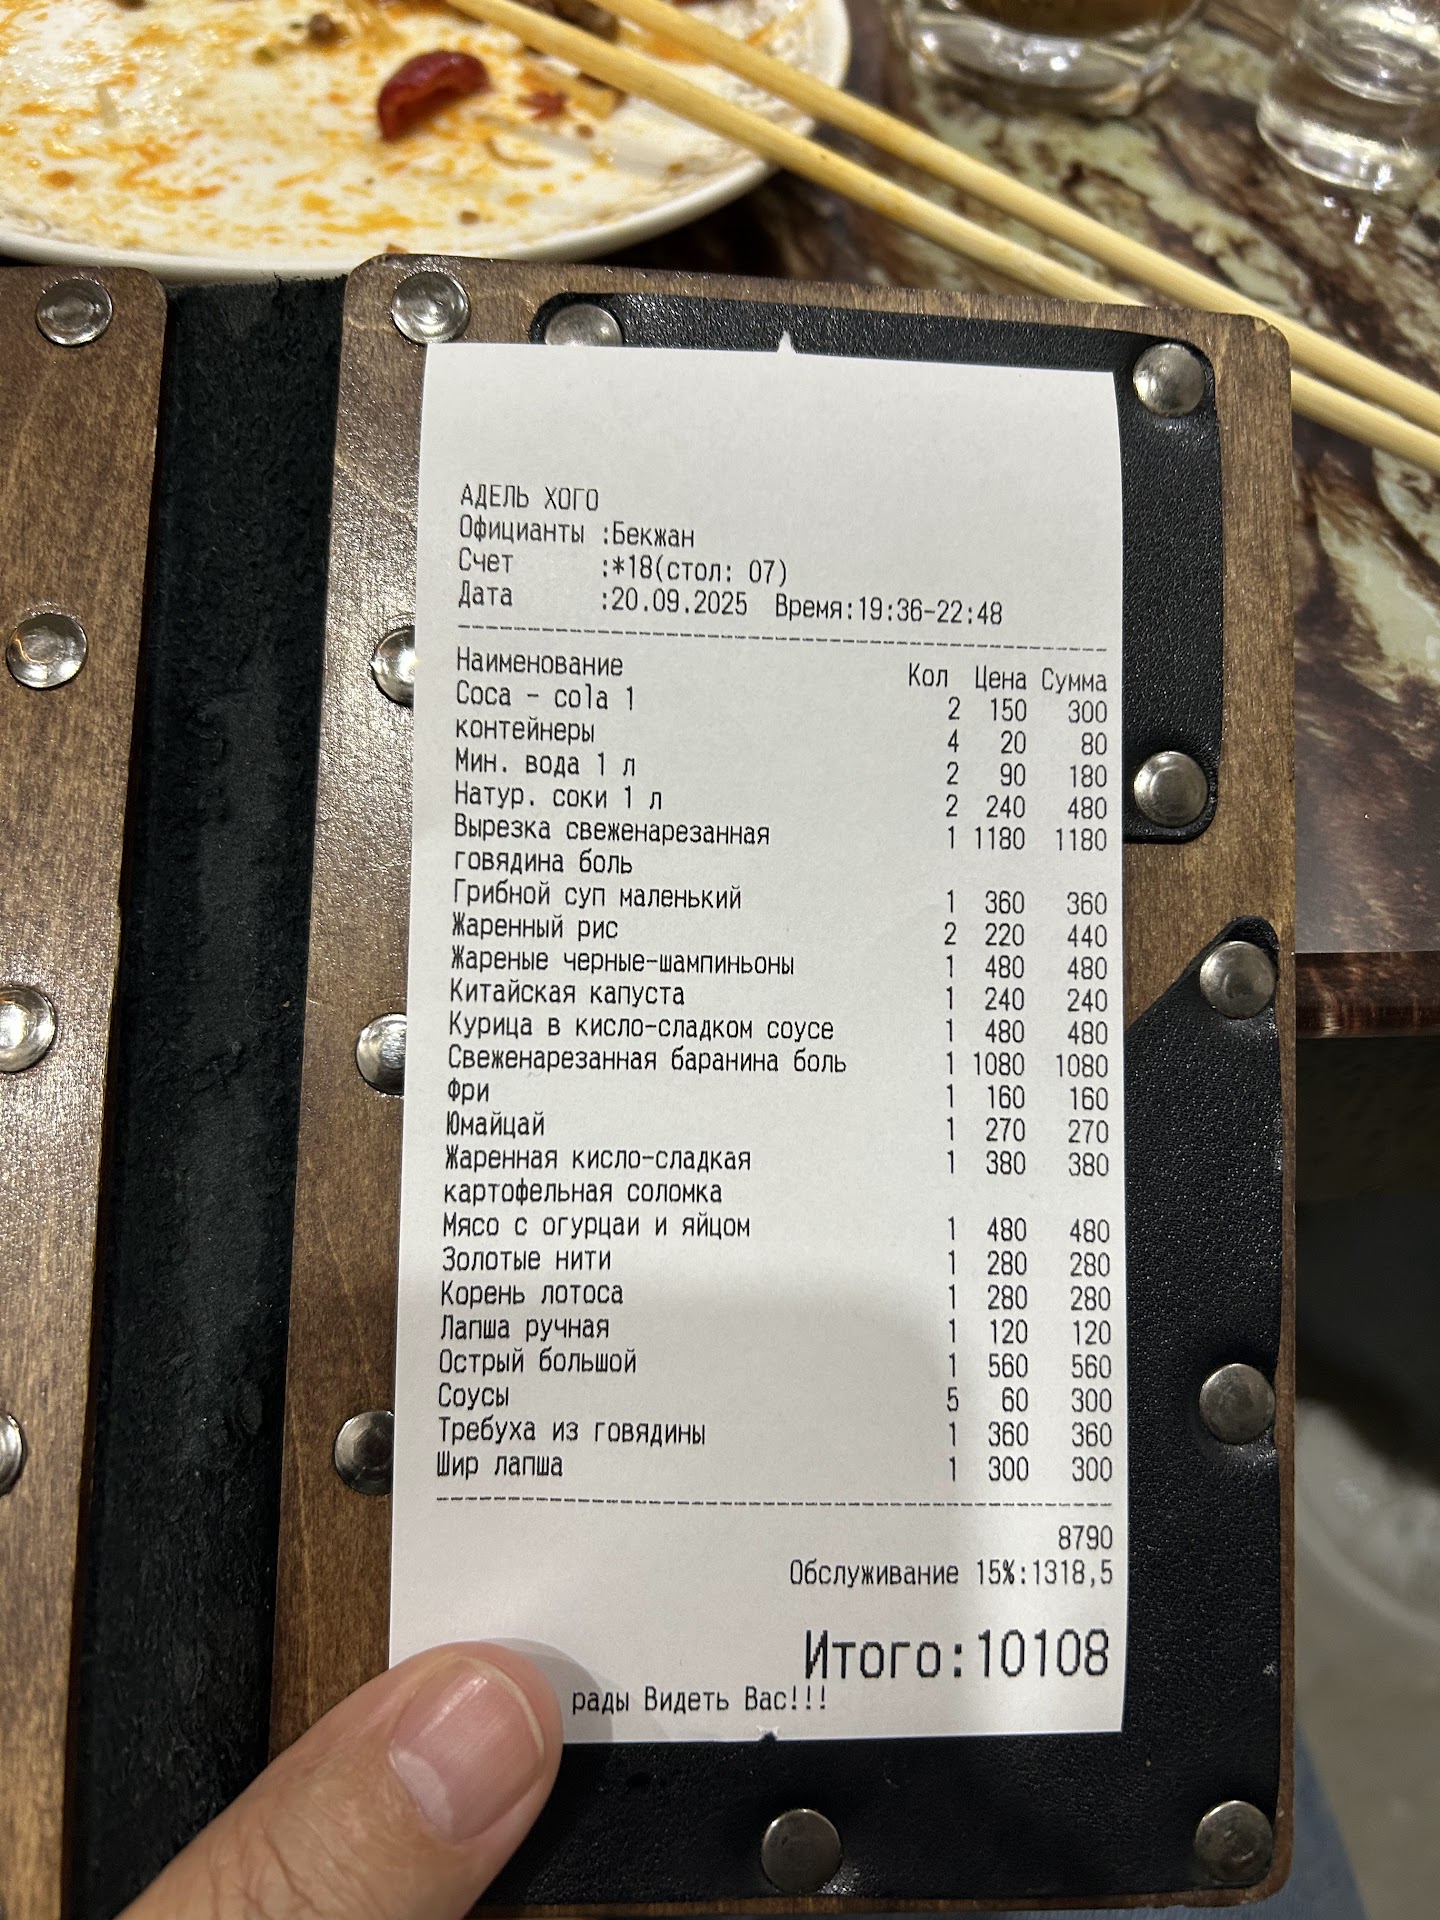 АДЕЛЬ ХОГО
Официанты :Бекжан
Счет :*18(стол: 07)
Дата :20.09.2025 Время:19:36-22:48
Наименование Кол Цена Сумма
Coca - cola 1 2 150 300
контейнеры 4 20 80
Мин. вода 1 л 2 90 180
Натур. соки 1 л 2 240 480
Вырезка свеженарезанная 1 1180 1180
говядина боль
Грибной суп маленький 1 360 360
Жаренный рис 2 220 440
Жареные черные-шампиньоны 1 480 480
Китайская капуста 1 240 240
Курица в кисло-сладком соусе 1 480 480
Свеженарезанная баранина боль 1 1080 1080
Фри 1 160 160
Юмайцай 1 270 270
Жаренная кисло-сладкая 1 380 380
картофельная соломка
Мясо с огурцаи и яйцом 1 480 480
Золотые нити 1 280 280
Корень лотоса 1 280 280
Лапша ручная 1 120 120
Острый большой 1 560 560
Соусы 5 60 300
Требуха из говядины 1 360 360
Шир лапша 1 300 300
8790
Обслуживание 15%:1318,5
Итого:10108
рады Видеть Вас!!!